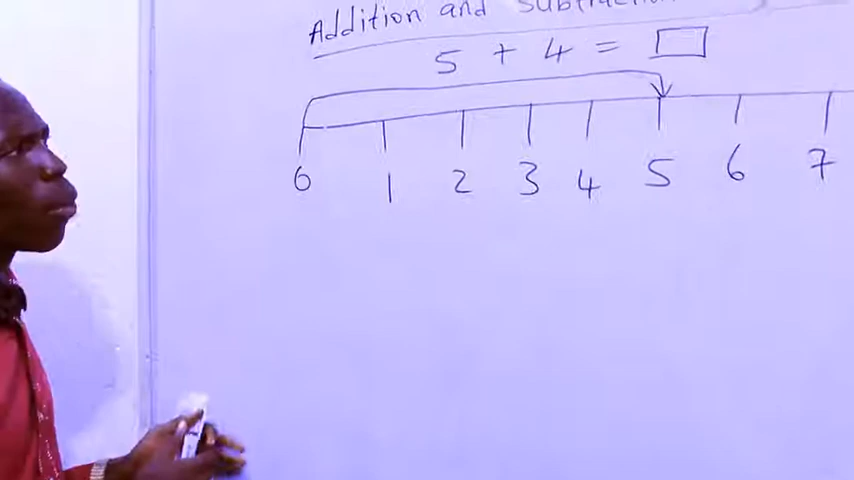 Addition and subtraction
5 + 4 = 
0 1 2 3 4 5 6 7